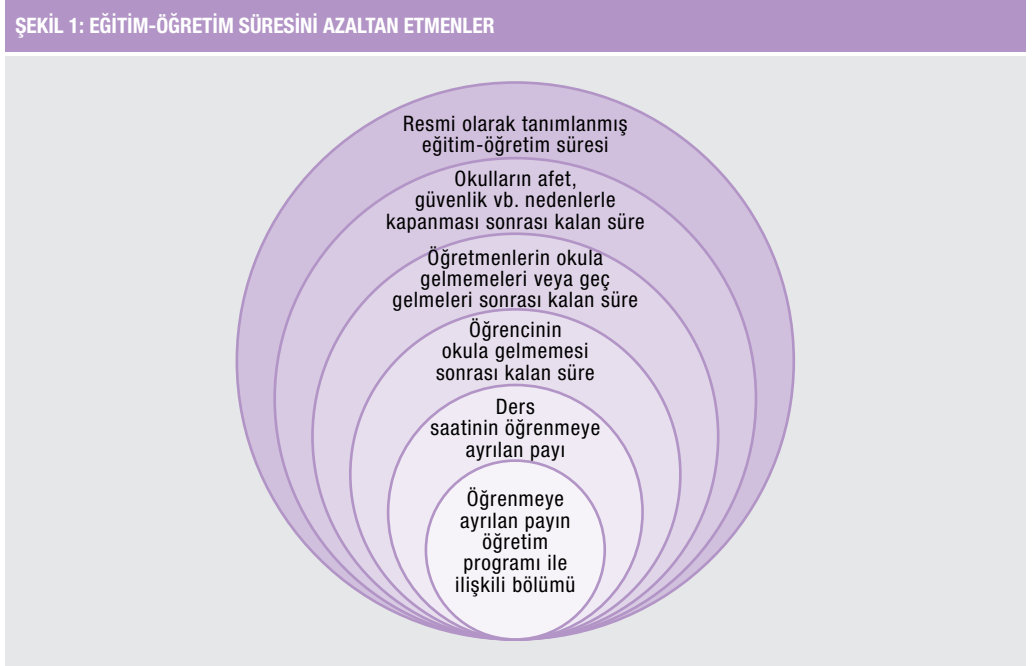 ŞEKİL 1: EĞİTİM-ÖĞRETİM SÜRESİNİ AZALTAN ETMENLER
Resmi olarak tanımlanmış
eğitim-öğretim süresi
Okulların afet,
güvenlik vb. nedenlerle
kapanması sonrası kalan süre
Öğretmenlerin okula
gelmemeleri veya geç
gelmeleri sonrası kalan süre
Öğrencinin
okula gelmemesi
sonrası kalan süre
Ders
saatinin öğrenmeye
ayrılan payı
Öğrenmeye
ayrılan payın
öğretim
programı ile
ilişkili bölümü